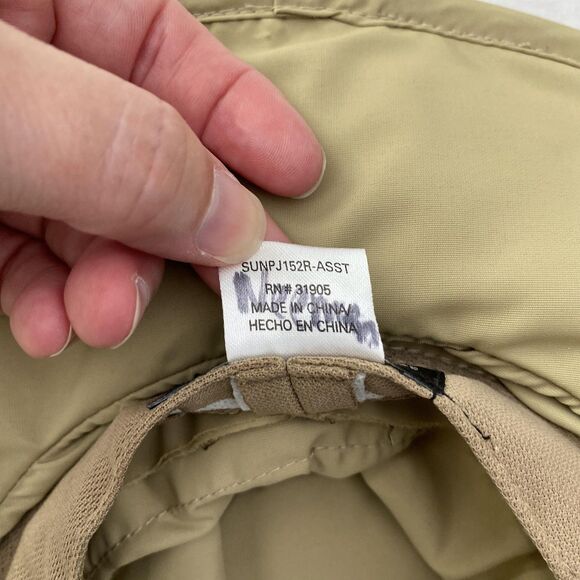 SUNPJ152R-ASST
RN# 31905
MADE IN CHINA/
HECHO EN CHINA